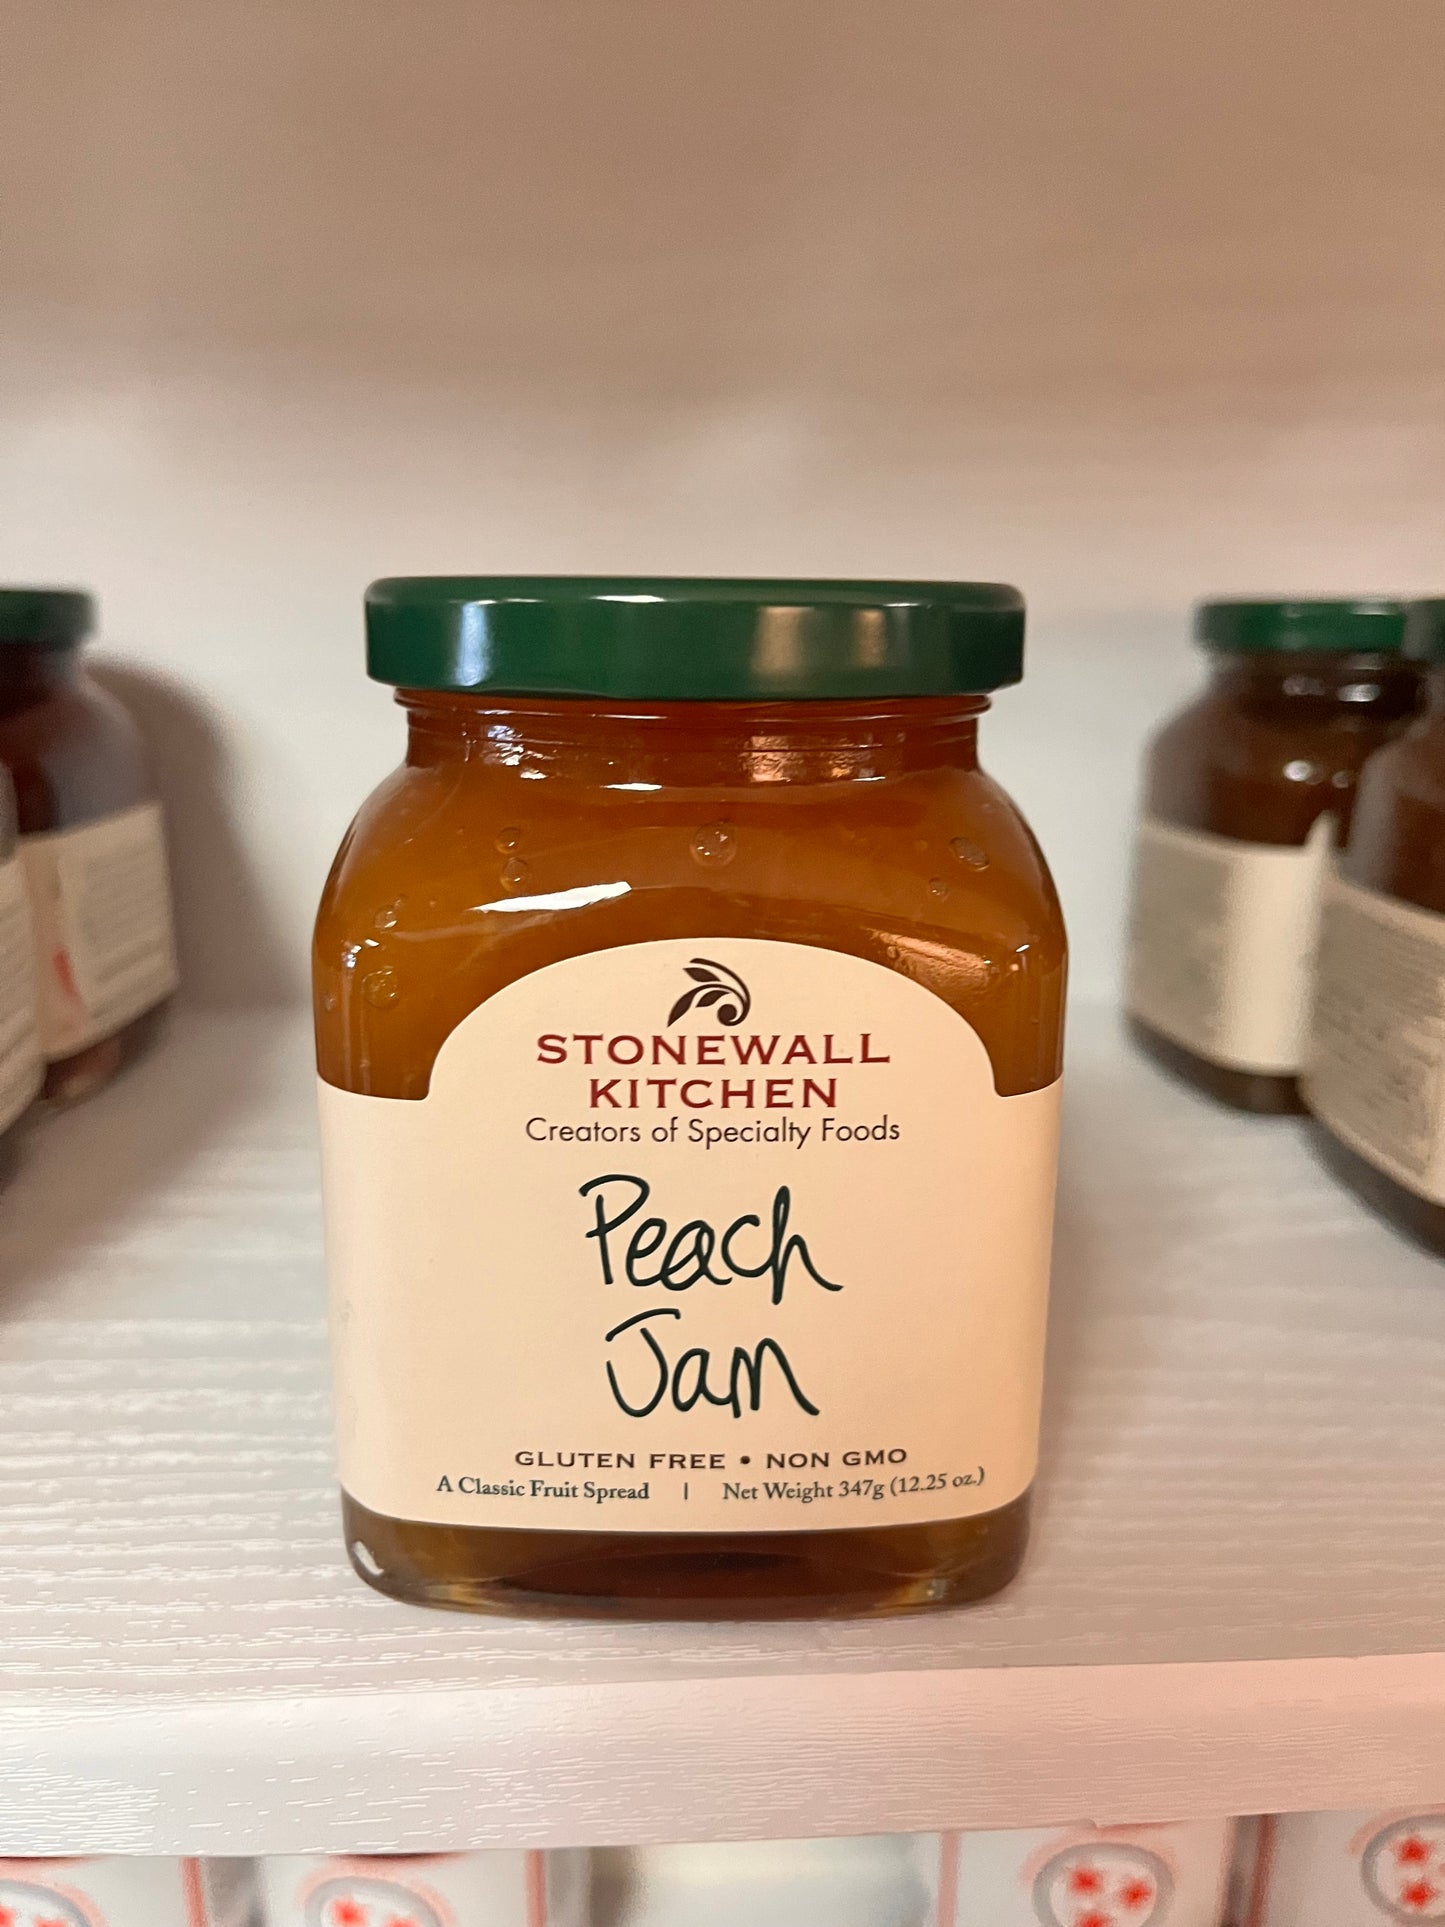 STONEWALL
KITCHEN
Creators of Specialty Foods
Peach
Jam
GLUTEN FREE • NON GMO
A Classic Fruit Spread | Net Weight 347g (12.25 oz.)